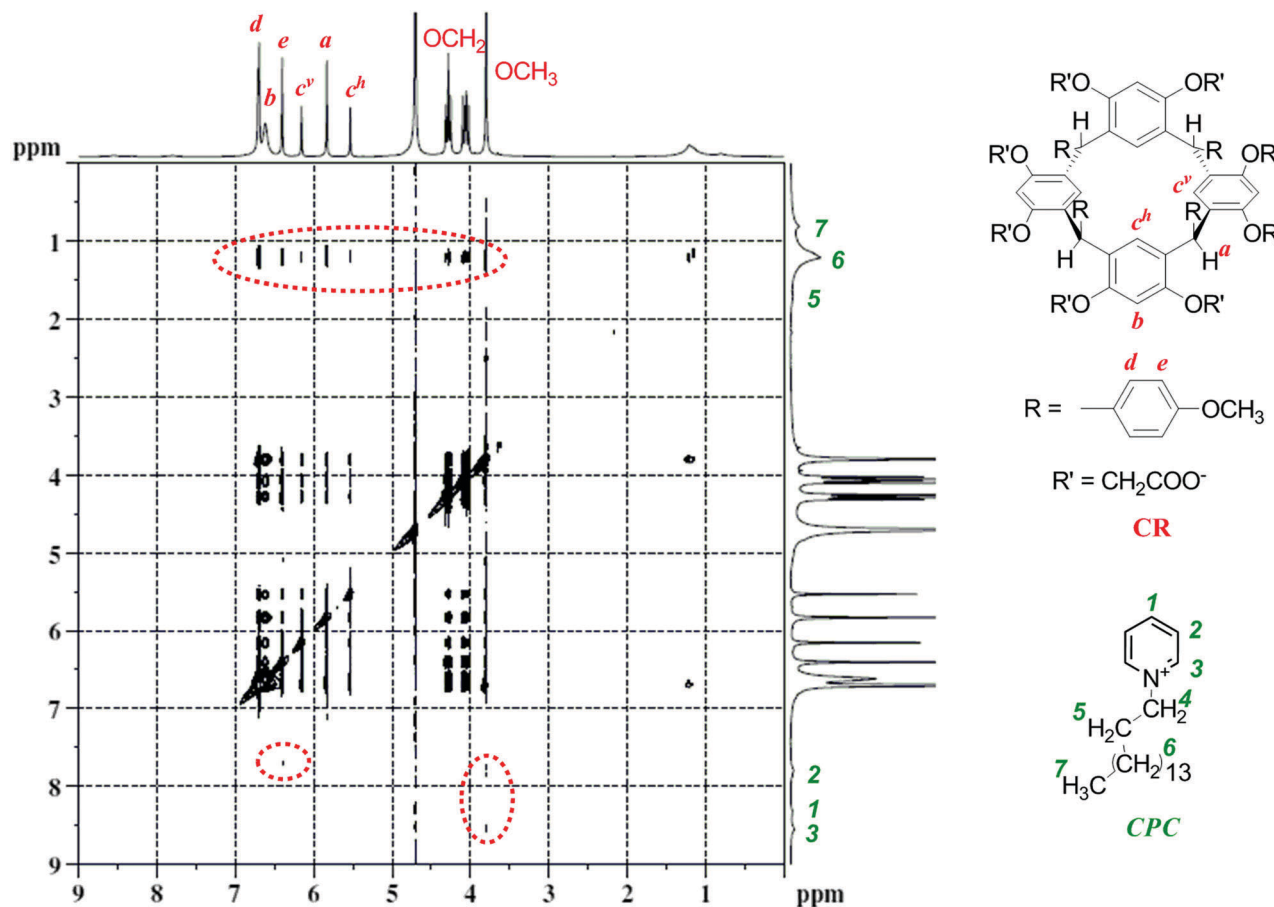 d
e
a
b
c^v
c^h
OCH2
OCH3
ppm
1
2
3
4
5
6
7
8
9
9 8 7 6 5 4 3 2 1 ppm
7
6
5
2
1
3
R'O OR' 
H H
R'O R R OR
R'O c^v OR
R R
R'O c^h OR'
H H a
R'O OR'
b
d e
R = OCH3
R' = CH2COO-
CR
1
2
3
N+
4
5 CH2
H2C
6
7 (CH2)13
H3C
CPC